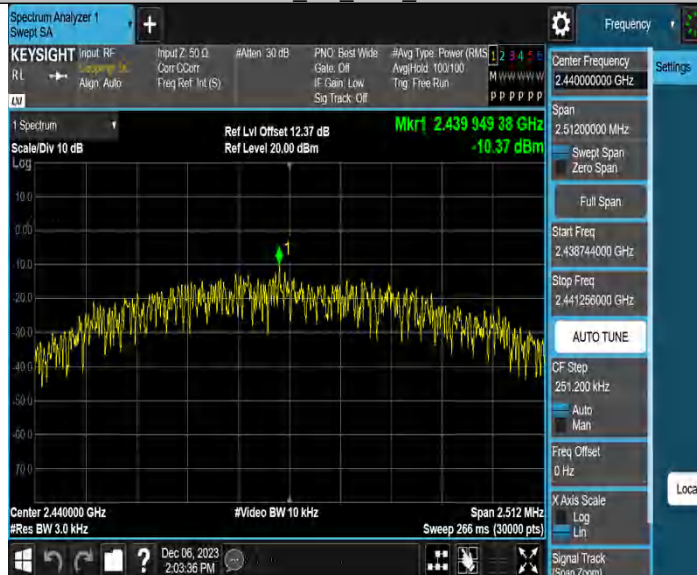 Spectrum Analyzer 1
Swept SA
Frequency
KEYSIGHT
Input: RF
Align: Auto
Input Z: 50 Ω
Corr CCorr
Freq Ref: Int (S)
#Atten: 30 dB
PNO: Best Wide
Gate: Off
IF Gain: Low
Sig Track: Off
#Avg Type: Power (RMS
Avg|Hold: 100/100
Trig: Free Run
1 2 3 4 5 6
M W W W W W
P P P P P P
RL
LXI
1 Spectrum
Scale/Div 10 dB
Log
Ref Lvl Offset 12.37 dB
Ref Level 20.00 dBm
Mkr1 2.439 949 38 GHz
-10.37 dBm
10.0
0.00
-10.0
-20.0
-30.0
-40.0
-50.0
-60.0
-70.0
1
Center 2.440000 GHz
#Res BW 3.0 kHz
#Video BW 10 kHz
Span 2.512 MHz
Sweep 266 ms (30000 pts)
Dec 06, 2023
2:03:36 PM
Center Frequency
2.440000000 GHz
Span
2.51200000 MHz
Swept Span
Zero Span
Full Span
Start Freq
2.438744000 GHz
Stop Freq
2.441256000 GHz
AUTO TUNE
CF Step
251.200 kHz
Auto
Man
Freq Offset
0 Hz
X Axis Scale
Log
Lin
Signal Track
(Span Zoom)
Settings
Loca